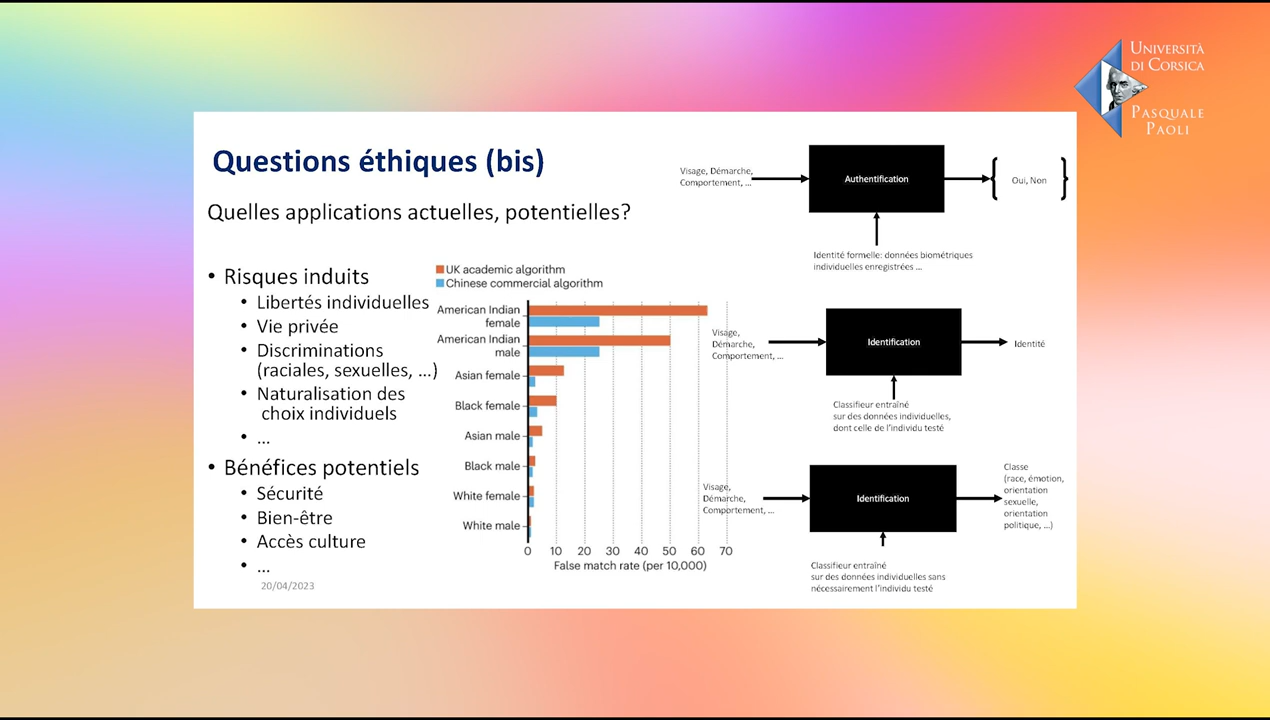 UNIVERSITÀ
DI CORSICA
PASQUALE
PAOLI
Questions éthiques (bis)
Quelles applications actuelles, potentielles?
• Risques induits
• Libertés individuelles
• Vie privée
• Discriminations
(raciales, sexuelles, ...)
• Naturalisation des
choix individuels
• ...
• Bénéfices potentiels
• Sécurité
• Bien-être
• Accès culture
• ...
20/04/2023
UK academic algorithm
Chinese commercial algorithm
American Indian
female
American Indian
male
Asian female
Black female
Asian male
Black male
White female
White male
0 10 20 30 40 50 60 70
False match rate (per 10,000)
Visage, Démarche,
Comportement, ...
Authentification
Oui, Non
Identité formelle: données biométriques
individuelles enregistrées ...
Visage,
Démarche,
Comportement, ...
Identification
Identité
Classifieur entraîné
sur des données individuelles,
dont celle de l'individu testé
Visage,
Démarche,
Comportement, ...
Identification
Classe
(race, émotion,
orientation
sexuelle,
orientation
politique, ...)
Classifieur entraîné
sur des données individuelles sans
nécessairement l'individu testé